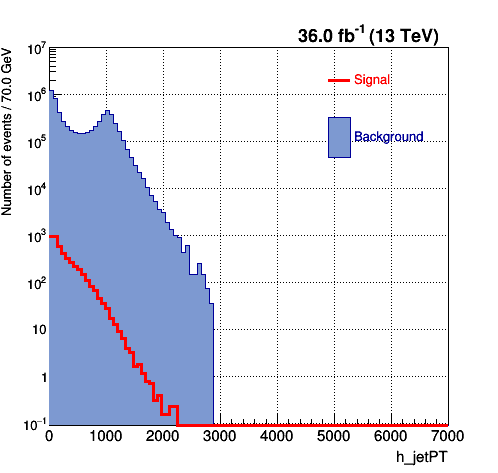 36.0 fb-1 (13 TeV)
Number of events / 70.0 GeV
10^7
10^6
10^5
10^4
10^3
10^2
10
1
10^-1
Signal
Background
0 1000 2000 3000 4000 5000 6000 7000
h_jetPT